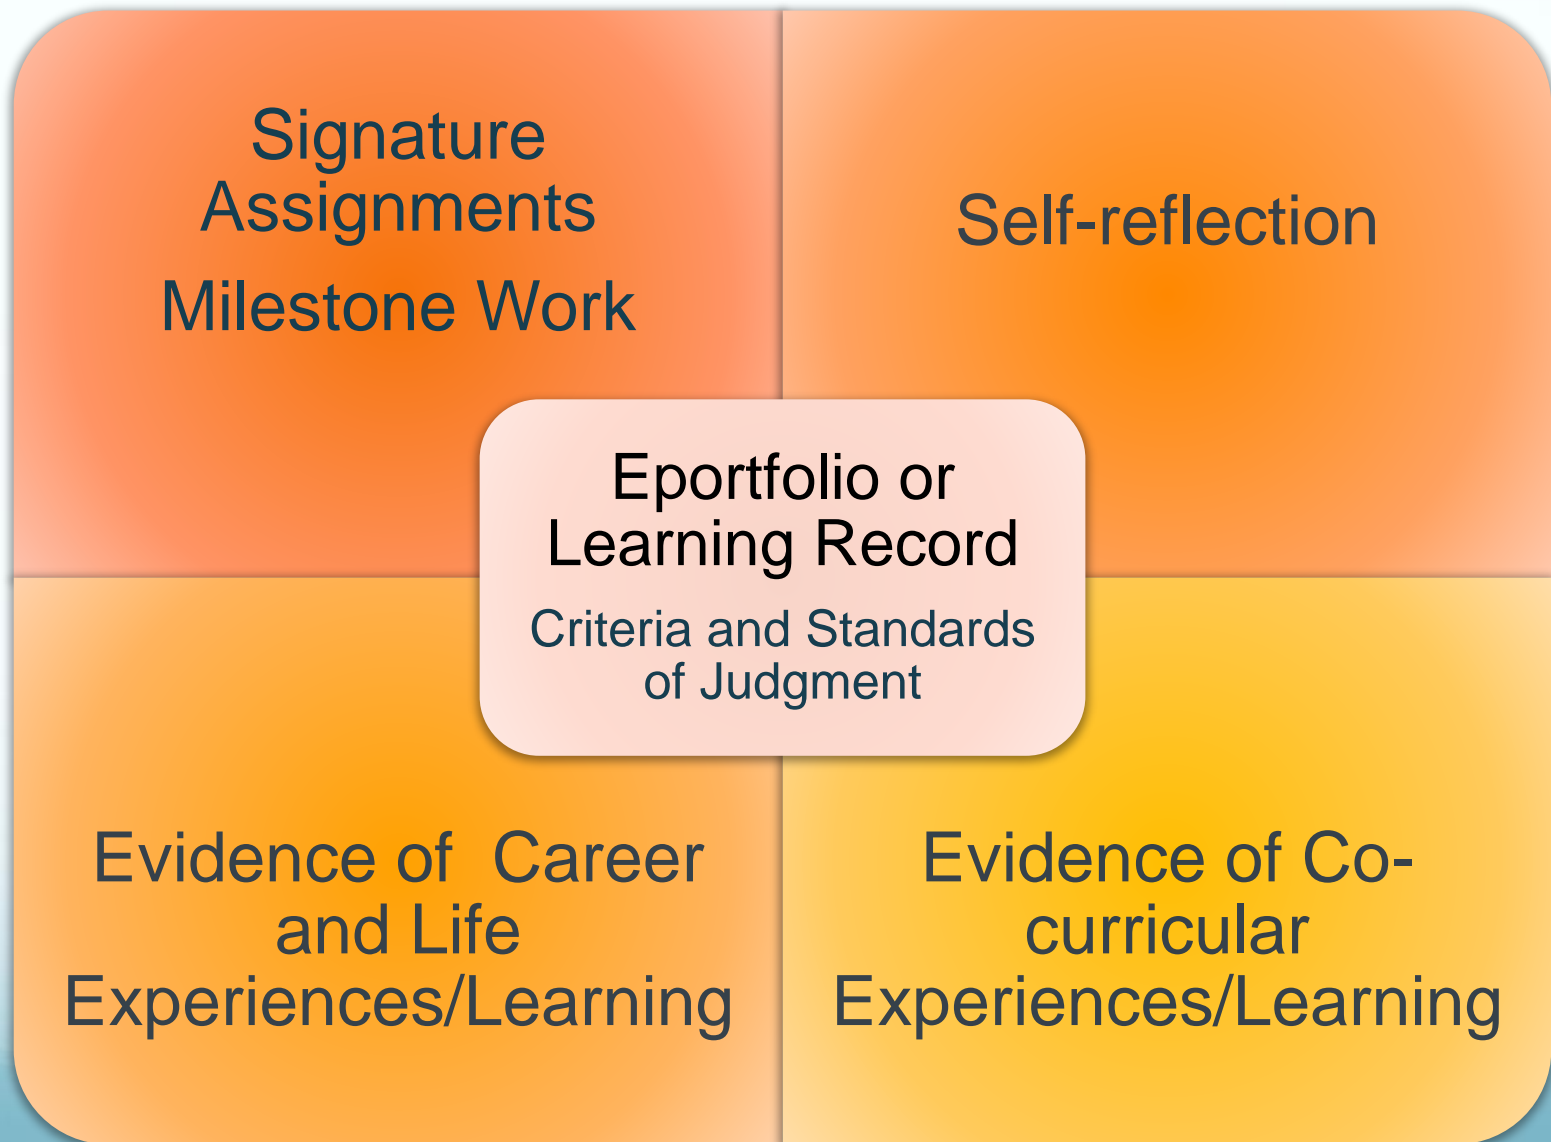 Signature
Assignments
Milestone Work
Self-reflection
Eportfolio or
Learning Record
Criteria and Standards
of Judgment
Evidence of  Career
and Life
Experiences/Learning
Evidence of Co-
curricular
Experiences/Learning